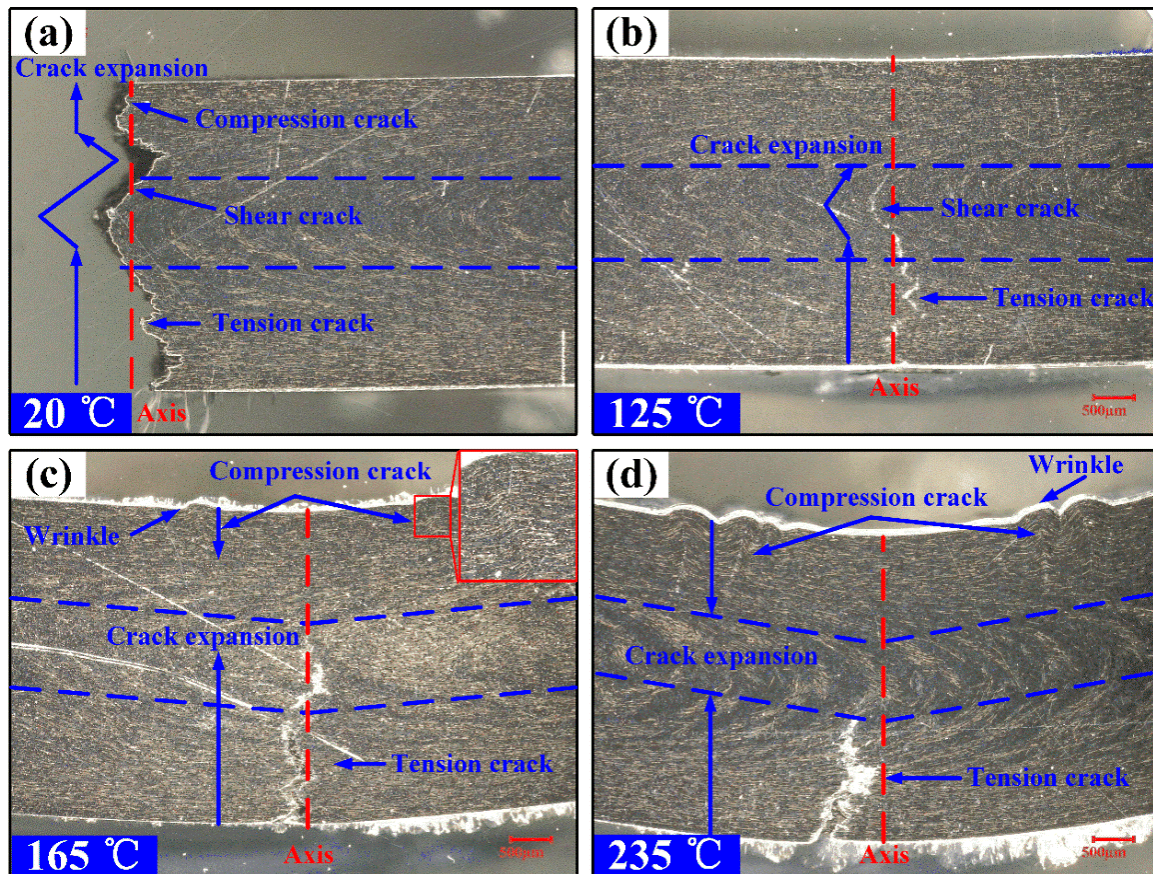 (a)
Crack expansion
Compression crack
Shear crack
Tension crack
20 ℃
Axis
(b)
Crack expansion
Shear crack
Tension crack
Axis
125 ℃
500μm
(c)
Compression crack
Wrinkle
Crack expansion
Tension crack
165 ℃
Axis
500μm
(d)
Wrinkle
Compression crack
Crack expansion
Tension crack
235 ℃
Axis
500μm